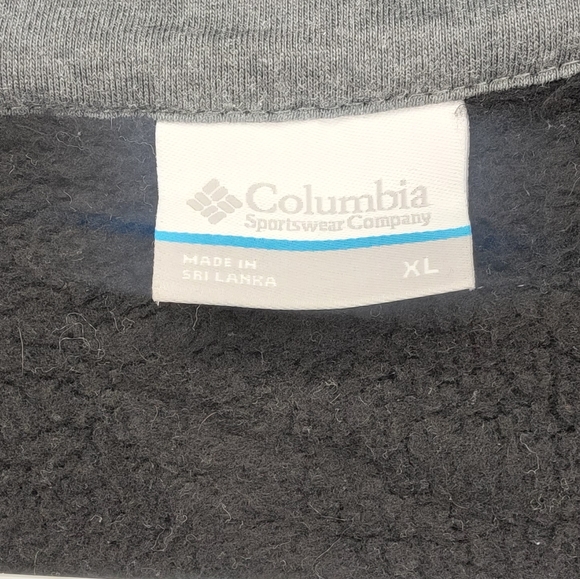 Columbia
Sportswear Company
MADE IN
SRI LANKA
XL